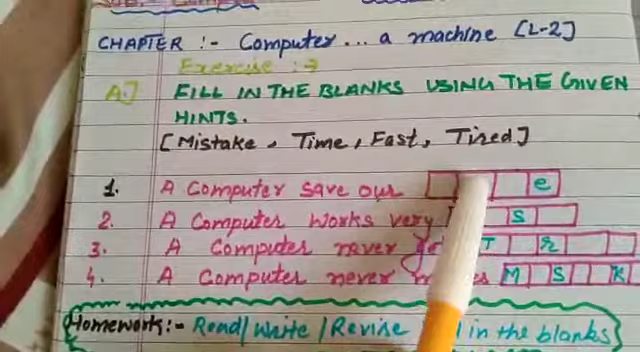 CHAPTER :- Computer... a machine [L-2]
Exercise :→
A.] FILL IN THE BLANKS USING THE GIVEN
HINTS.
[Mistake, Time, Fast, Tired]
1. A Computer save our e
2. A Computer works very s
3. A Computer never T r
4. A Computer never M S K
Homework:- Read/Write/Revise in the blanks